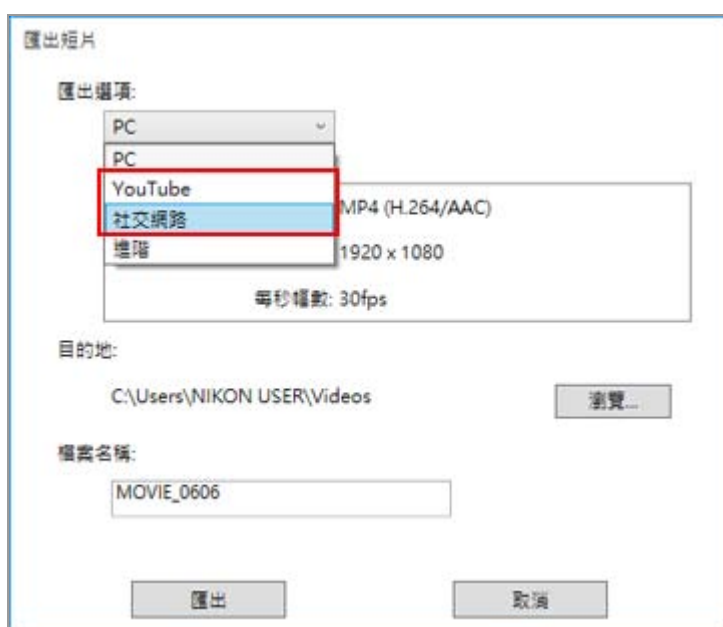 匯出短片
匯出選項:
PC
PC
YouTube
社交網路
進階
MP4 (H.264/AAC)
1920 x 1080
每秒幅數: 30fps
目的地:
C:\Users\NIKON USER\Videos
瀏覽...
檔案名稱:
MOVIE_0606
匯出
取消